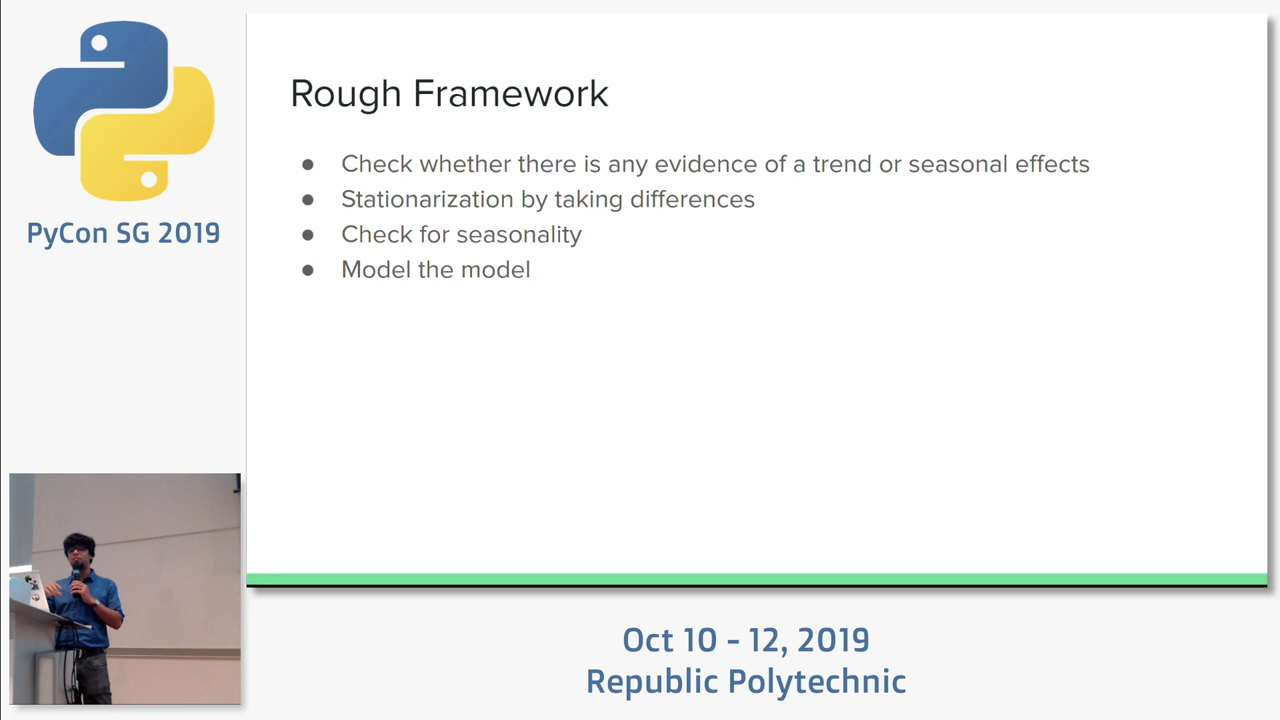 PyCon SG 2019
Rough Framework
● Check whether there is any evidence of a trend or seasonal effects
● Stationarization by taking differences
● Check for seasonality
● Model the model
Oct 10 - 12, 2019
Republic Polytechnic